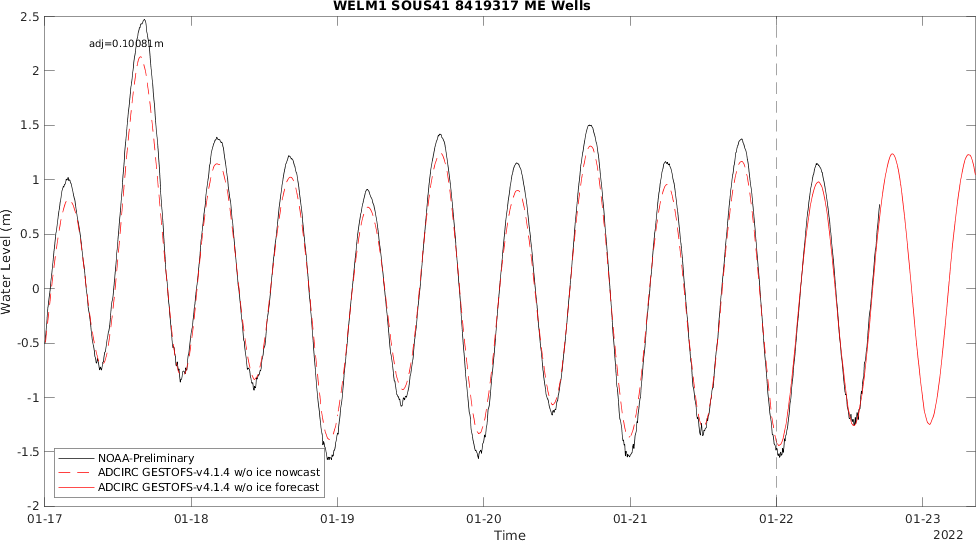 WELM1 SOUS41 8419317 ME Wells
adj=0.10081m
2.5
2
1.5
1
0.5
0
-0.5
-1
-1.5
-2
Water Level (m)
NOAA-Preliminary
ADCIRC GESTOFS-v4.1.4 w/o ice nowcast
ADCIRC GESTOFS-v4.1.4 w/o ice forecast
01-17 01-18 01-19 01-20 01-21 01-22 01-23
Time
2022